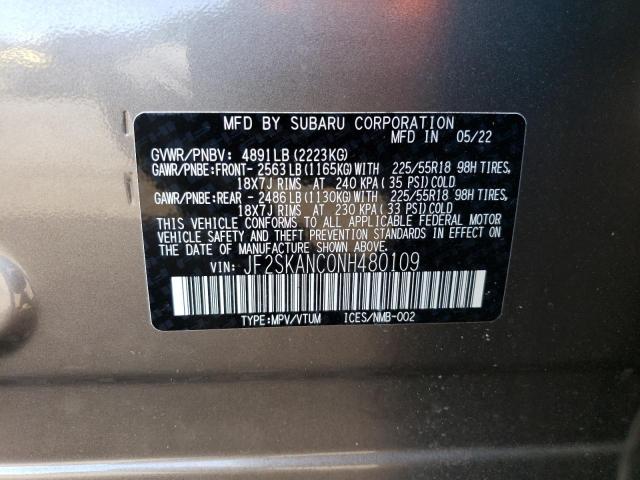 MFD BY SUBARU CORPORATION
MFD IN 05/22
GVWR/PNBV: 4891LB (2223KG)
GAWR/PNBE:FRONT- 2563LB (1165KG) WITH 225/55R18 98H TIRES,
18X7J RIMS AT 240 KPA (35 PSI) COLD
GAWR/PNBE:REAR - 2486LB (1130KG) WITH 225/55R18 98H TIRES,
18X7J RIMS AT 230 KPA (33 PSI) COLD
THIS VEHICLE CONFORMS TO ALL APPLICABLE FEDERAL MOTOR
VEHICLE SAFETY AND THEFT PREVENTION STANDARDS IN EFFECT ON
THE DATE OF MANUFACTURE SHOWN ABOVE.
VIN: JF2SKANC0NH480109
TYPE:MPV/VTUM ICES/NMB-002